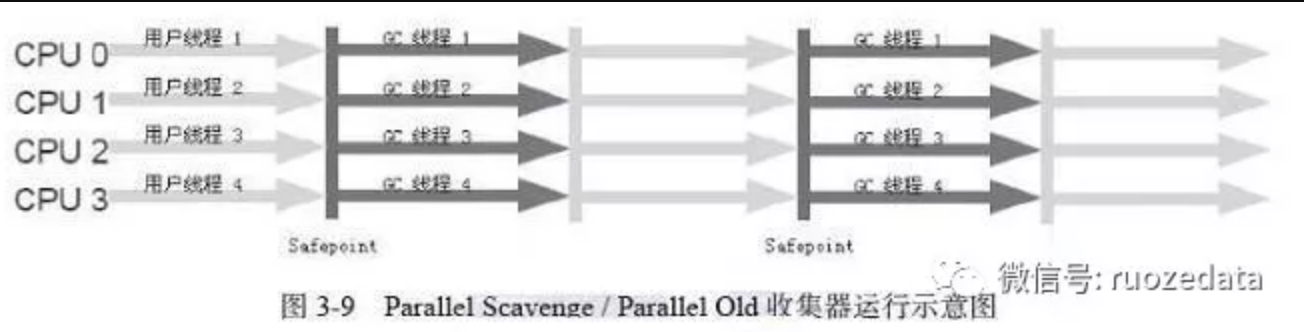 CPU 0 用户线程 1 GC 线程 1 GC 线程 1
CPU 1 用户线程 2 GC 线程 2 GC 线程 2
CPU 2 用户线程 3 GC 线程 3 GC 线程 3
CPU 3 用户线程 4 GC 线程 4 GC 线程 4
Safepoint Safepoint
微信号: ruozedata
图 3-9 Parallel Scavenge / Parallel Old 收集器运行示意图